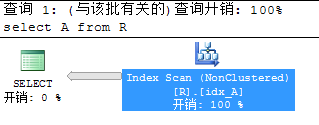 查询 1: (与该批有关的)查询开销: 100%
select A from R
SELECT
开销: 0 %
Index Scan (NonClustered)
[R].[idx_A]
开销: 100 %